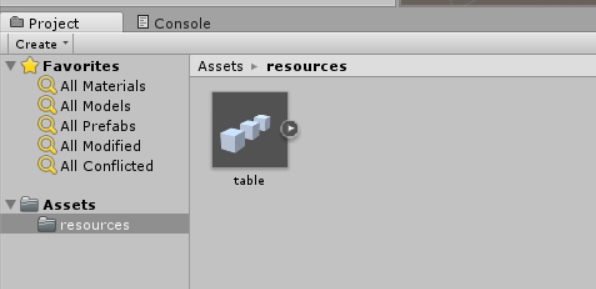 Project
Console
Create
Favorites
Assets ▸ resources
All Materials
All Models
All Prefabs
All Modified
All Conflicted
table
Assets
resources